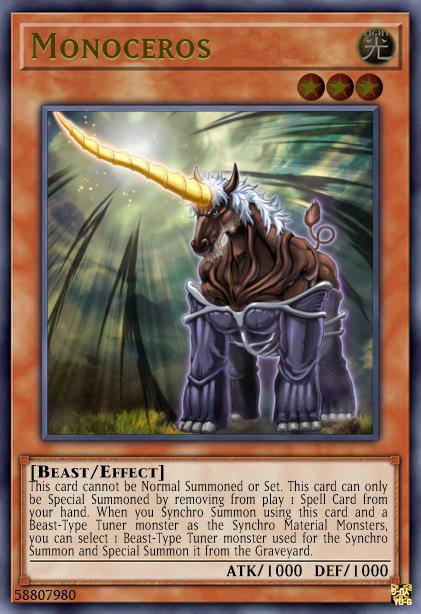 Monoceros
LIGHT
光
[Beast/Effect]
This card cannot be Normal Summoned or Set. This card can only
be Special Summoned by removing from play 1 Spell Card from
your hand. When you Synchro Summon using this card and a
Beast-Type Tuner monster as the Synchro Material Monsters,
you can select 1 Beast-Type Tuner monster used for the Synchro
Summon and Special Summon it from the Graveyard.
ATK/1000 DEF/1000
58807980